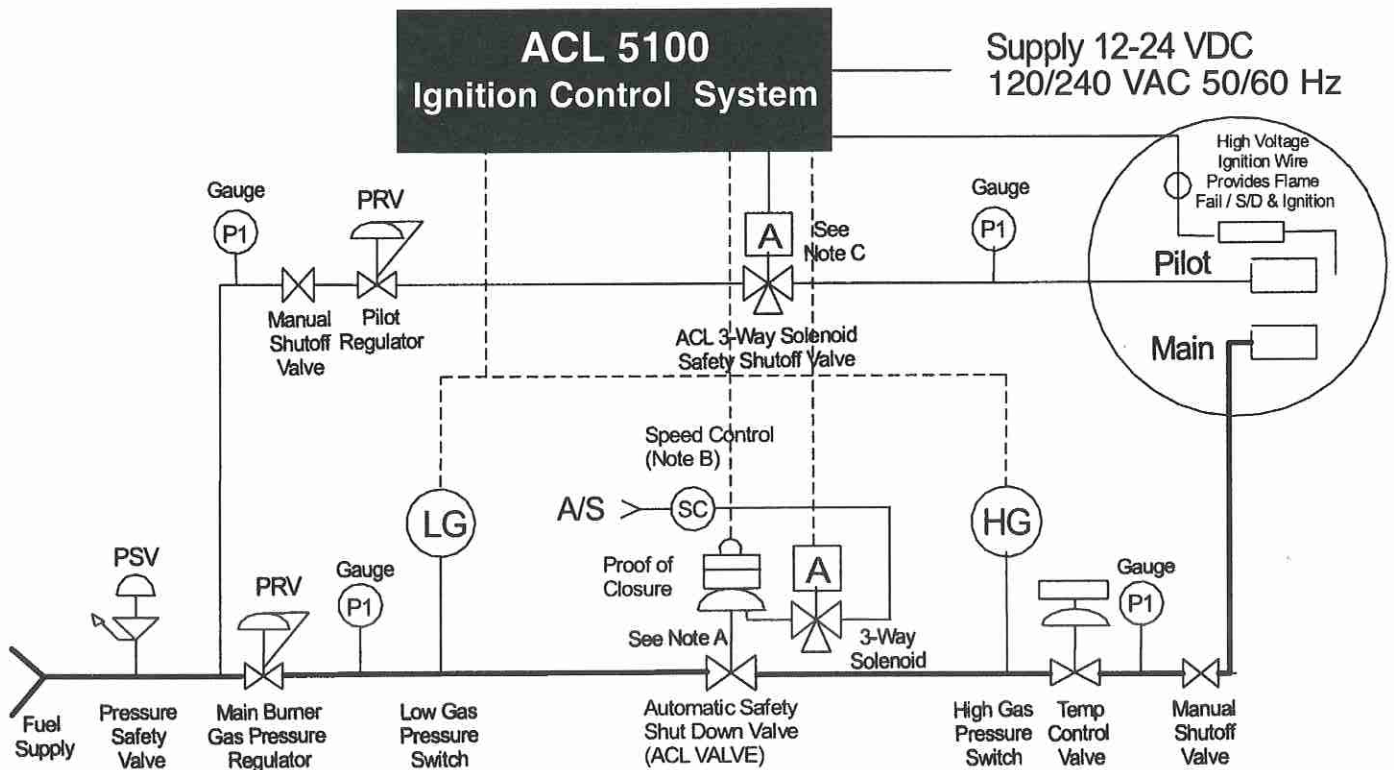 ACL 5100
Ignition Control System
Supply 12-24 VDC
120/240 VAC 50/60 Hz
High Voltage
Ignition Wire
Provides Flame
Fail / S/D & Ignition
Gauge
P1
PRV
Manual
Shutoff
Valve
Pilot
Regulator
A
See
Note C
ACL 3-Way Solenoid
Safety Shutoff Valve
Gauge
P1
Pilot
Main
Speed Control
(Note B)
A/S
SC
LG
HG
Proof of
Closure
A
See Note A
3-Way
Solenoid
PSV
PRV
Gauge
P1
Gauge
P1
Fuel
Supply
Pressure
Safety
Valve
Main Burner
Gas Pressure
Regulator
Low Gas
Pressure
Switch
Automatic Safety
Shut Down Valve
(ACL VALVE)
High Gas
Pressure
Switch
Temp
Control
Valve
Manual
Shutoff
Valve